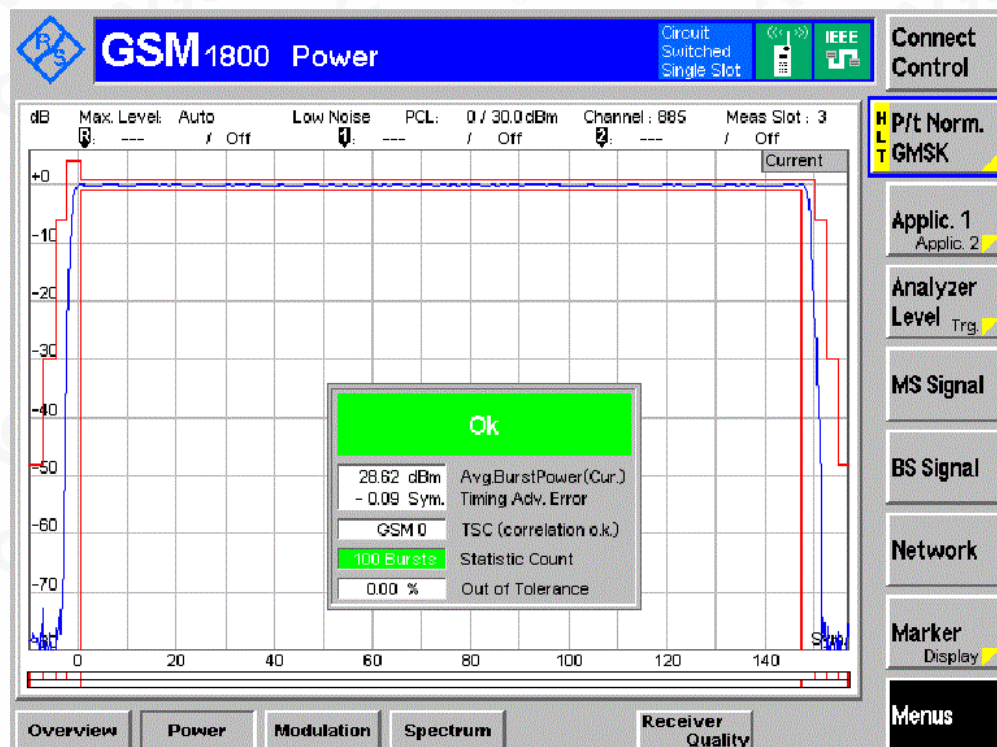 R/S
GSM 1800 Power
Circuit
Switched
Single Slot
IEEE
Connect
Control
dB Max. Level: Auto Low Noise PCL: 0 / 30.0 dBm Channel : 885 Meas Slot : 3
R: --- / Off 1: --- / Off 2: --- / Off
Current
HLT
P/t Norm.
GMSK
Applic. 1
Applic. 2
Analyzer
Level Trg.
MS Signal
BS Signal
Network
Marker
Display
Menus
+0
-10
-20
-30
-40
-50
-60
-70
Ok
28.62 dBm Avg.BurstPower(Cur.)
- 0.09 Sym. Timing Adv. Error
GSM 0 TSC (correlation o.k.)
100 Bursts Statistic Count
0.00 % Out of Tolerance
0 20 40 60 80 100 120 140
Overview Power Modulation Spectrum Receiver
Quality